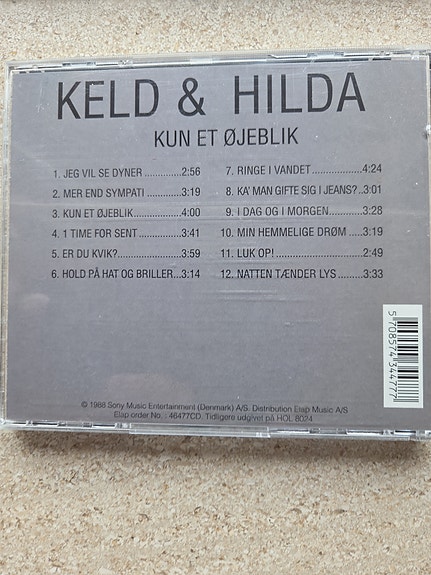 KELD & HILDA
KUN ET ØJEBLIK
1. JEG VIL SE DYNER ..............2:56
2. MER END SYMPATI ..............3:19
3. KUN ET ØJEBLIK .................4:00
4. 1 TIME FOR SENT ...............3:41
5. ER DU KVIK? .....................3:59
6. HOLD PÅ HAT OG BRILLER...3:14
7. RINGE I VANDET .................4:24
8. KA' MAN GIFTE SIG I JEANS?..3:01
9. I DAG OG I MORGEN ...........3:28
10. MIN HEMMELIGE DRØM ......3:19
11. LUK OP! ...........................2:49
12. NATTEN TÆNDER LYS .........3:33
5 708574 344777
© 1988 Sony Music Entertainment (Denmark) A/S. Distribution Elap Music A/S
Elap order No.: 46477CD. Tidligere udgivet på HOL 8024